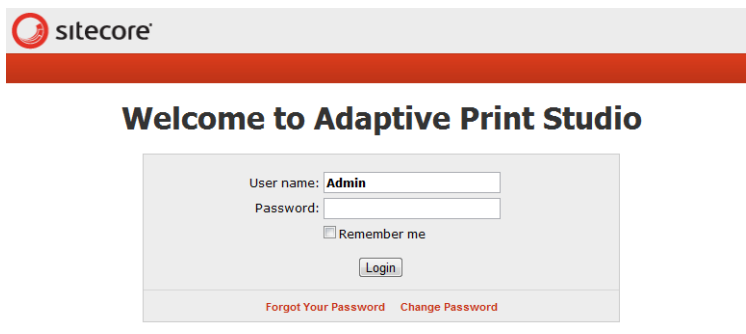 sitecore
Welcome to Adaptive Print Studio
User name: Admin
Password:
Remember me
Login
Forgot Your Password Change Password